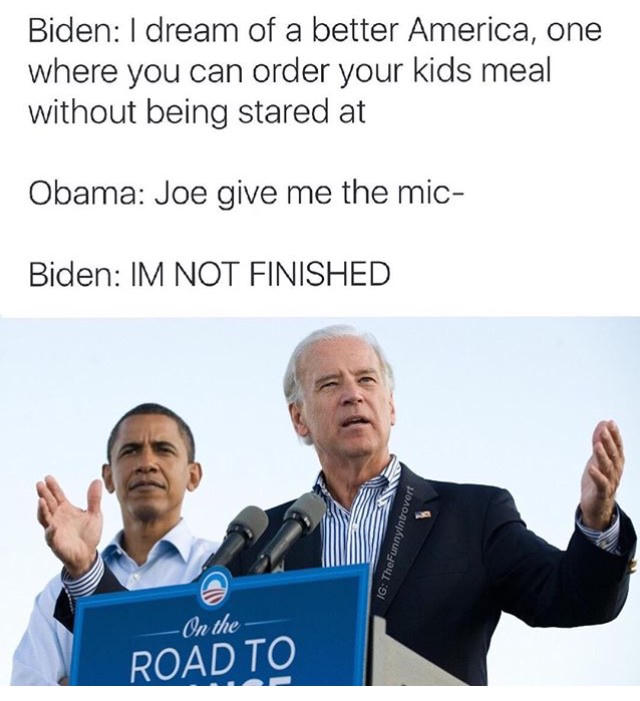 Biden: I dream of a better America, one
where you can order your kids meal
without being stared at
Obama: Joe give me the mic-
Biden: IM NOT FINISHED
IG: TheFunnyIntrovert
On the
ROAD TO